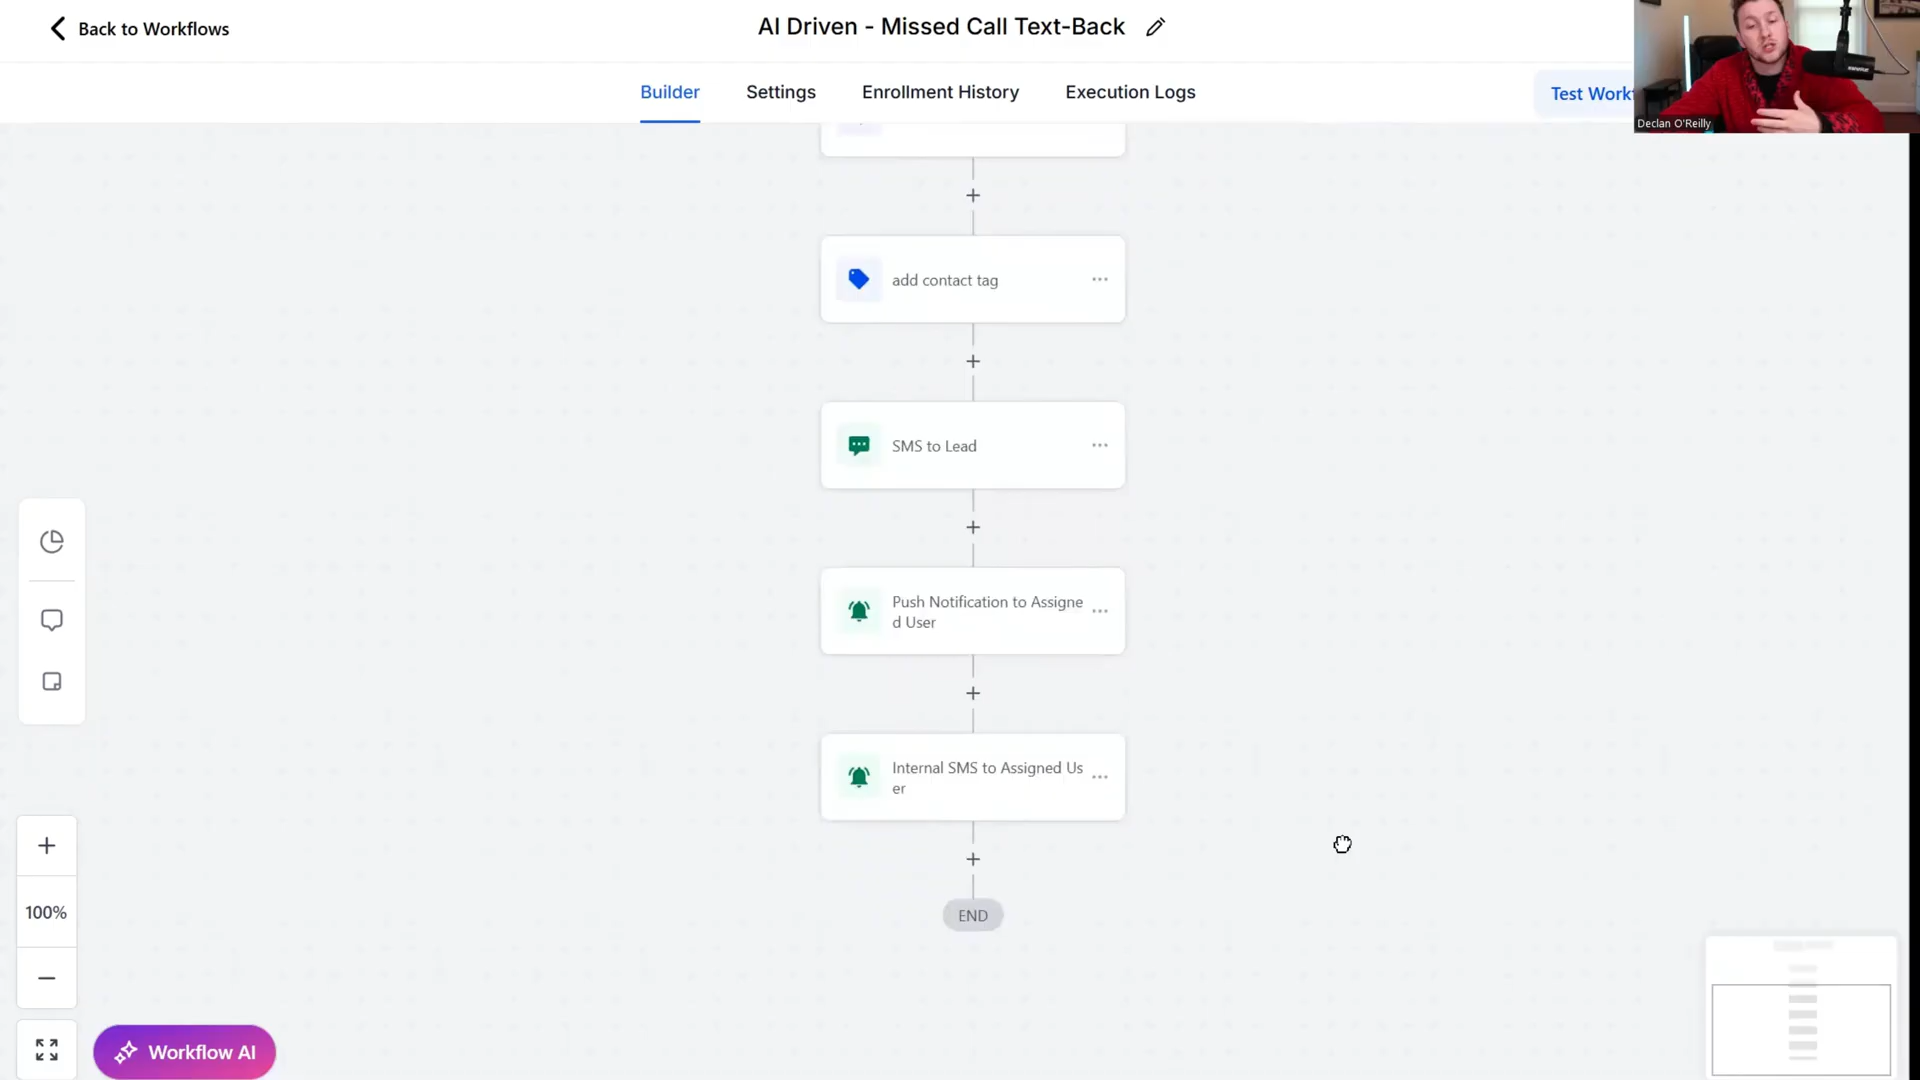 Back to Workflows
AI Driven - Missed Call Text-Back
Builder
Settings
Enrollment History
Execution Logs
Test Workf
Declan O'Reilly
add contact tag
SMS to Lead
Push Notification to Assigne
d User
Internal SMS to Assigned Us
er
END
100%
Workflow AI